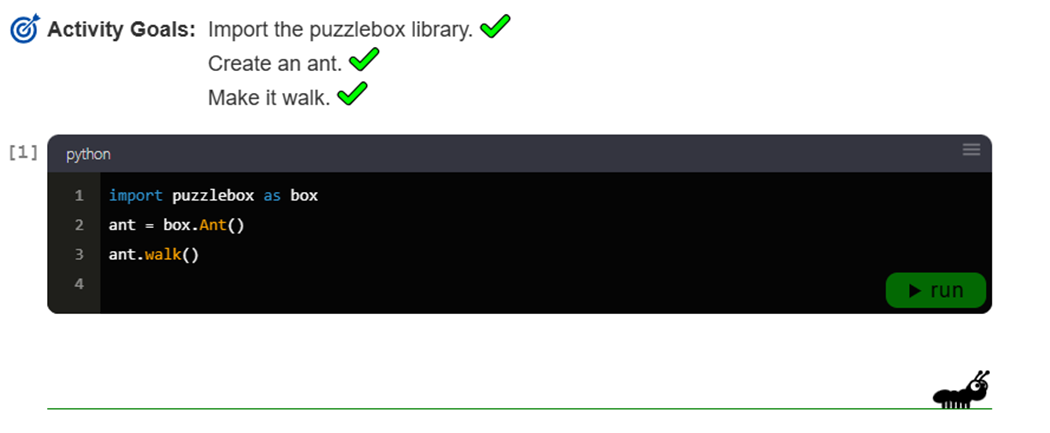 Activity Goals: Import the puzzlebox library.
Create an ant.
Make it walk.
[1]
python
1 import puzzlebox as box
2 ant = box.Ant()
3 ant.walk()
4
run